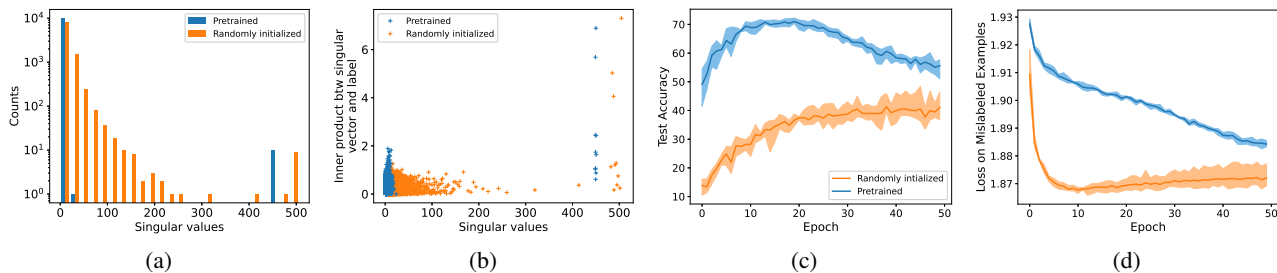 10^4
10^3
10^2
10^1
10^0
Counts
Pretrained
Randomly initialized
0 100 200 300 400 500
Singular values
(a)
Inner product btw singular
vector and label
6
4
2
0
Pretrained
Randomly initialized
0 100 200 300 400 500
Singular values
(b)
Test Accuracy
80
70
60
50
40
30
20
10
Randomly intialized
Pretrained
0 10 20 30 40 50
Epoch
(c)
Loss on Mislabeled Examples
1.93
1.92
1.91
1.90
1.89
1.88
1.87
Randomly initialized
Pretrained
0 10 20 30 40 50
Epoch
(d)